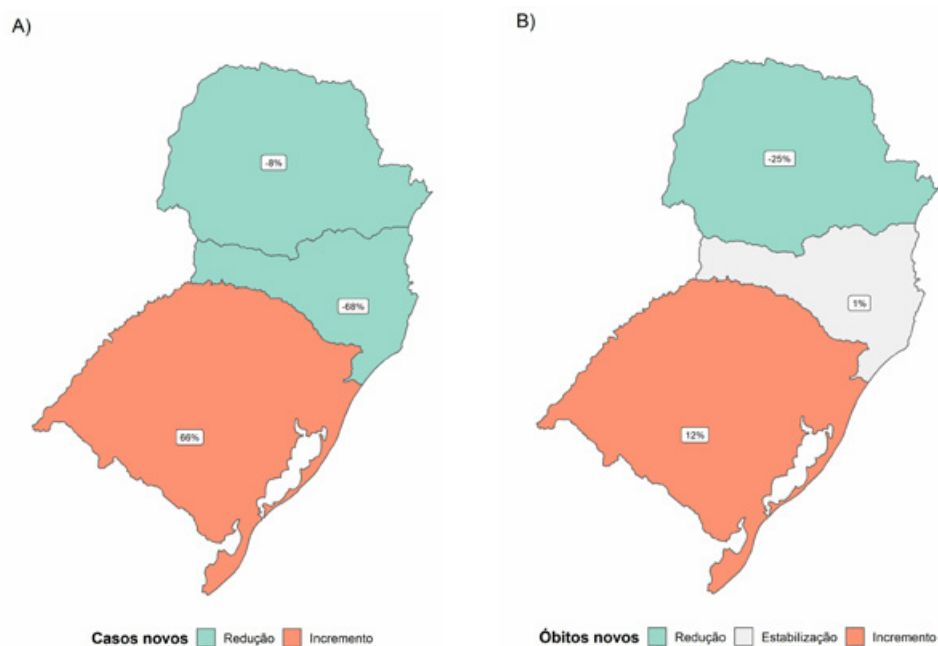 A)
-8%
-68%
66%
Casos novos Redução Incremento
B)
-25%
1%
12%
Óbitos novos Redução Estabilização Incremento